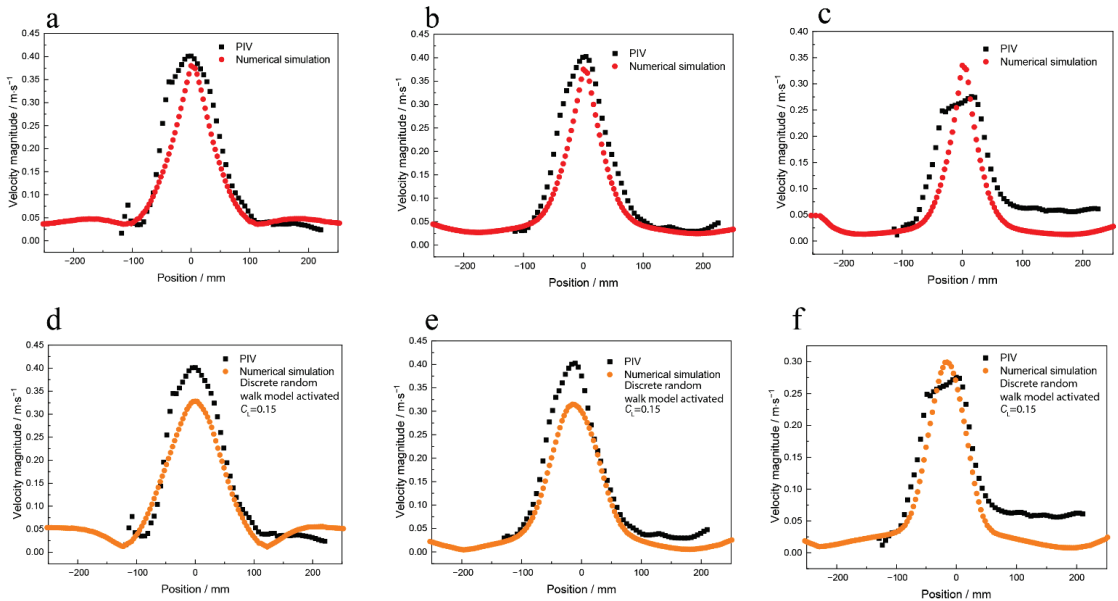 a
0.45
0.40
0.35
0.30
0.25
0.20
0.15
0.10
0.05
0.00
Velocity magnitude / m·s⁻¹
PIV
Numerical simulation
−200
−100
0
100
200
Position / mm
b
0.45
0.40
0.35
0.30
0.25
0.20
0.15
0.10
0.05
0.00
Velocity magnitude / m·s⁻¹
PIV
Numerical simulation
−200
−100
0
100
200
Position / mm
c
0.40
0.35
0.30
0.25
0.20
0.15
0.10
0.05
0.00
Velocity magnitude / m·s⁻¹
PIV
Numerical simulation
−200
−100
0
100
200
Position / mm
d
0.45
0.40
0.35
0.30
0.25
0.20
0.15
0.10
0.05
0.00
Velocity magnitude / m·s⁻¹
PIV
Numerical simulation
Discrete random
walk model activated
C_L=0.15
−200
−100
0
100
200
Position / mm
e
0.45
0.40
0.35
0.30
0.25
0.20
0.15
0.10
0.05
0.00
Velocity magnitude / m·s⁻¹
PIV
Numerical simulation
Discrete random
walk model activated
C_L=0.15
−200
−100
0
100
200
Position / mm
f
0.30
0.25
0.20
0.15
0.10
0.05
0.00
Velocity magnitude / m·s⁻¹
PIV
Numerical simulation
Discrete random
walk model activated
C_L=0.15
−200
−100
0
100
200
Position / mm